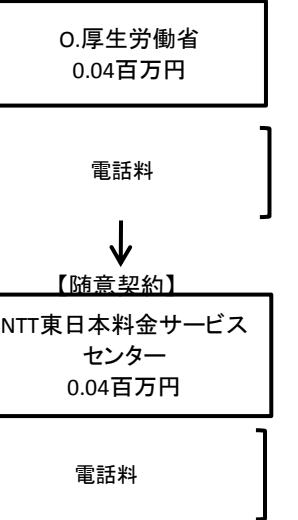 O.厚生労働省
0.04百万円
電話料
【随意契約】
NTT東日本料金サービス
センター
0.04百万円
電話料